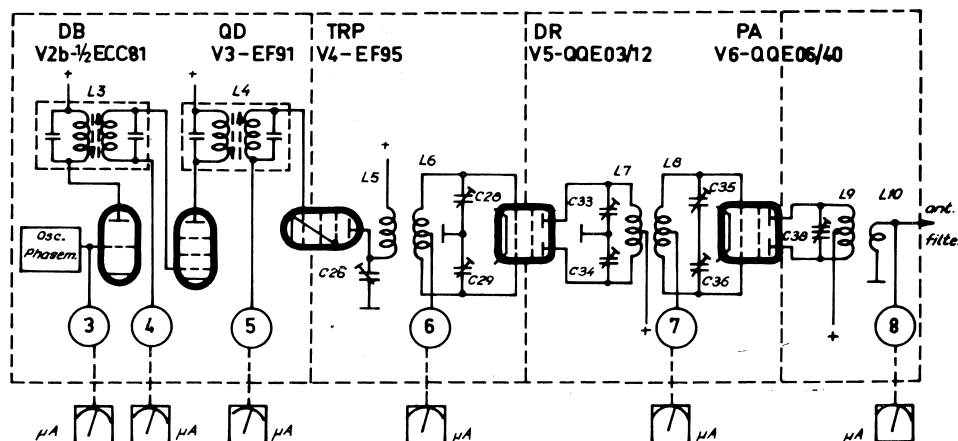 DB
V2b-½ECC81
QD
V3-EF91
TRP
V4-EF95
DR
V5-QQE03/12
PA
V6-QQE06/40
+
L3
+
L4
+
L5
L6
C28
C29
C26
C33
C34
L7
L8
C35
C36
C38
L9
L10
ant.
filter.
Osc.
Phasem.
+
+
3
4
5
6
7
8
μA
μA
μA
μA
μA
μA